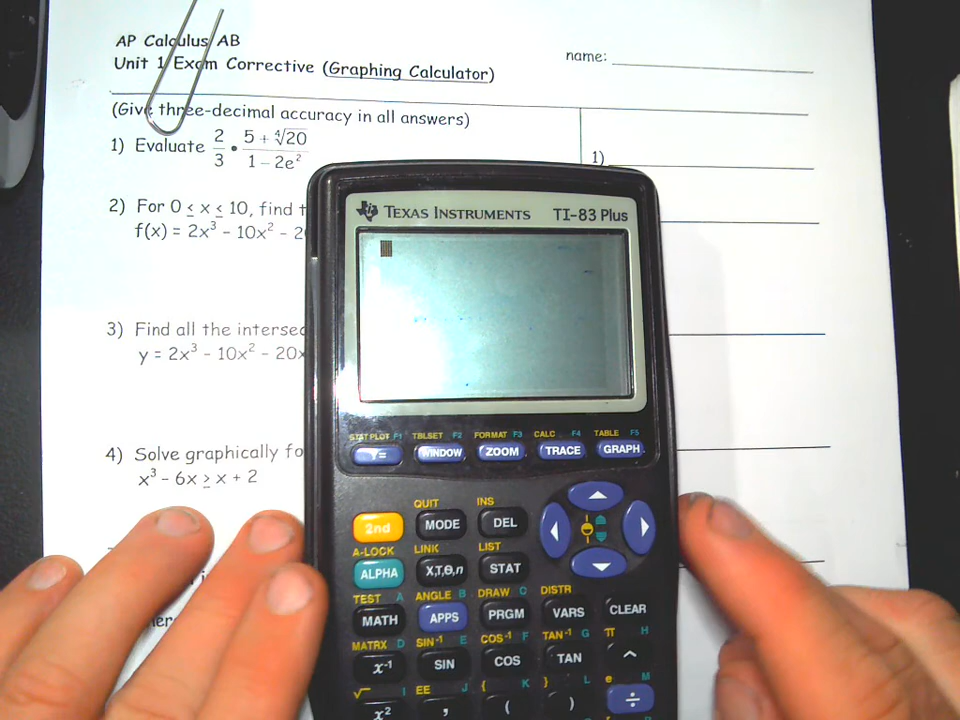 AP Calculus AB
Unit 1 Exam Corrective (Graphing Calculator)
name:
(Give three-decimal accuracy in all answers)
1) Evaluate 2/3 • (5 + ∜20)/(1 – 2e²)
1)
2) For 0 ≤ x ≤ 10, find
f(x) = 2x³ – 10x² – 2
3) Find all the
y = 2x³ – 10x² – 20x
4) Solve graphically
x³ – 6x ≥ x + 2
TEXAS INSTRUMENTS TI-83 Plus
STAT PLOT F1 TBLSET F2 FORMAT F3 CALC F4 TABLE F5
Y= WINDOW ZOOM TRACE GRAPH
QUIT INS
2nd MODE DEL
A-LOCK LINK LIST
ALPHA X,T,θ,n STAT
TEST A ANGLE B DRAW C DISTR
MATH APPS PRGM VARS CLEAR
MATRX D SIN⁻¹ E COS⁻¹ F TAN⁻¹ G π H
x⁻¹ SIN COS TAN ^
√ I EE J { K } L e M
x² , ( ) ÷